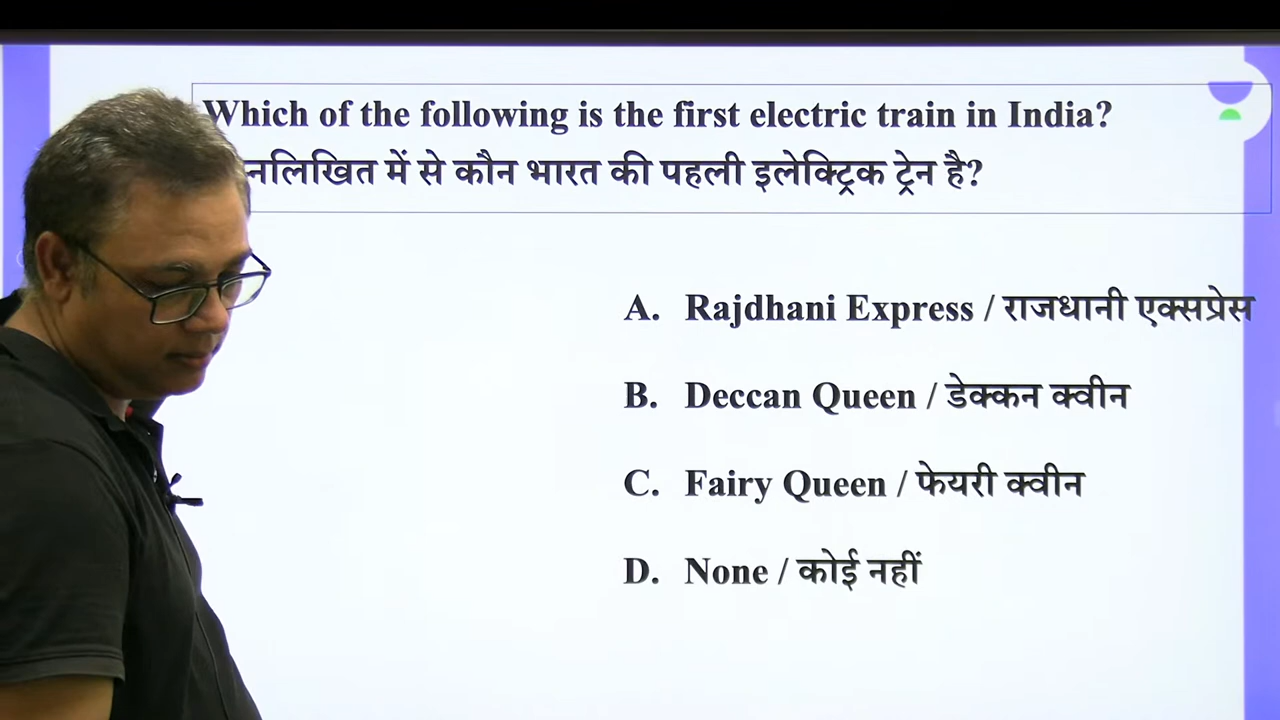 Which of the following is the first electric train in India?
में से कौन भारत की पहली इलेक्ट्रिक ट्रेन है?
A. Rajdhani Express / राजधानी एक्सप्रेस
B. Deccan Queen / डेक्कन क्वीन
C. Fairy Queen / फेयरी क्वीन
D. None / कोई नहीं